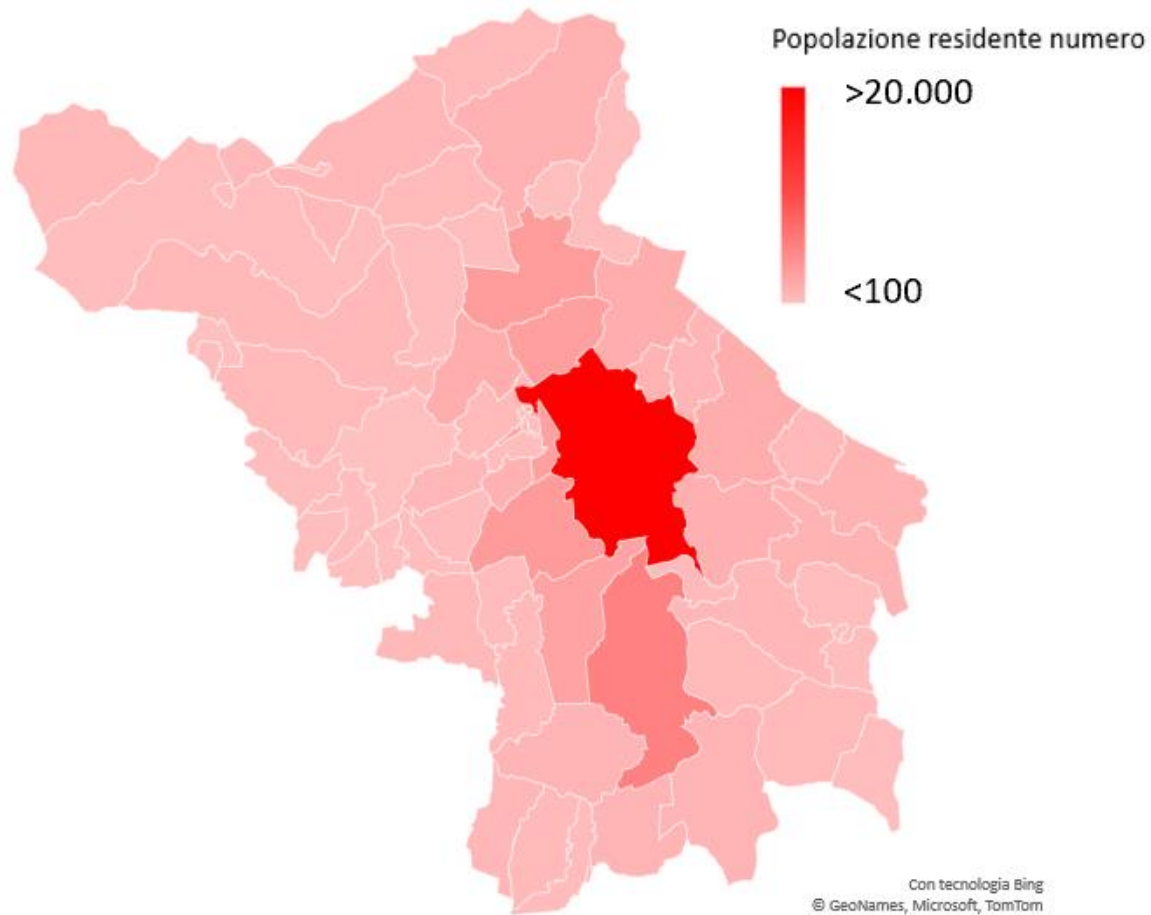 Popolazione residente numero
>20.000
<100
Con tecnologia Bing
© GeoNames, Microsoft, TomTom